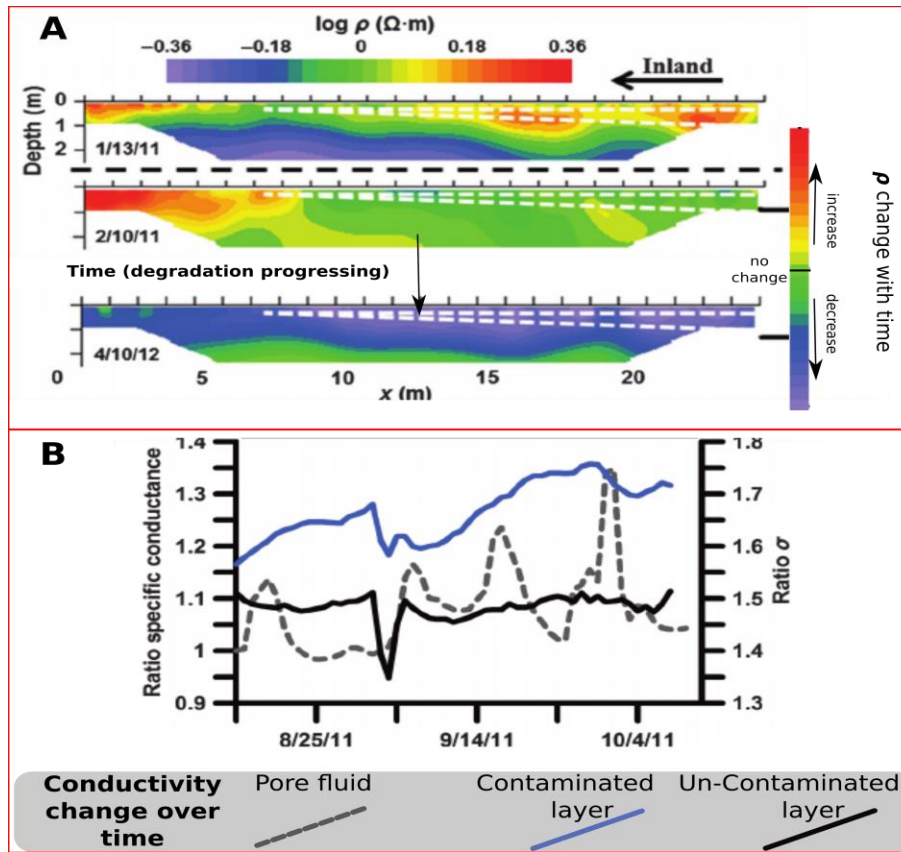 A
log ρ (Ω·m)
−0.36 −0.18 0 0.18 0.36
Inland
Depth (m)
0
1
2
1/13/11
2/10/11
Time (degradation progressing)
4/10/12
0 5 10 15 20
x (m)
increase
no
change
decrease
ρ change with time
B
Ratio specific conductance
1.4
1.3
1.2
1.1
1
0.9
1.8
1.7
1.6
1.5
1.4
1.3
Ratio σ
8/25/11 9/14/11 10/4/11
Conductivity
change over
time
Pore fluid
Contaminated
layer
Un-Contaminated
layer